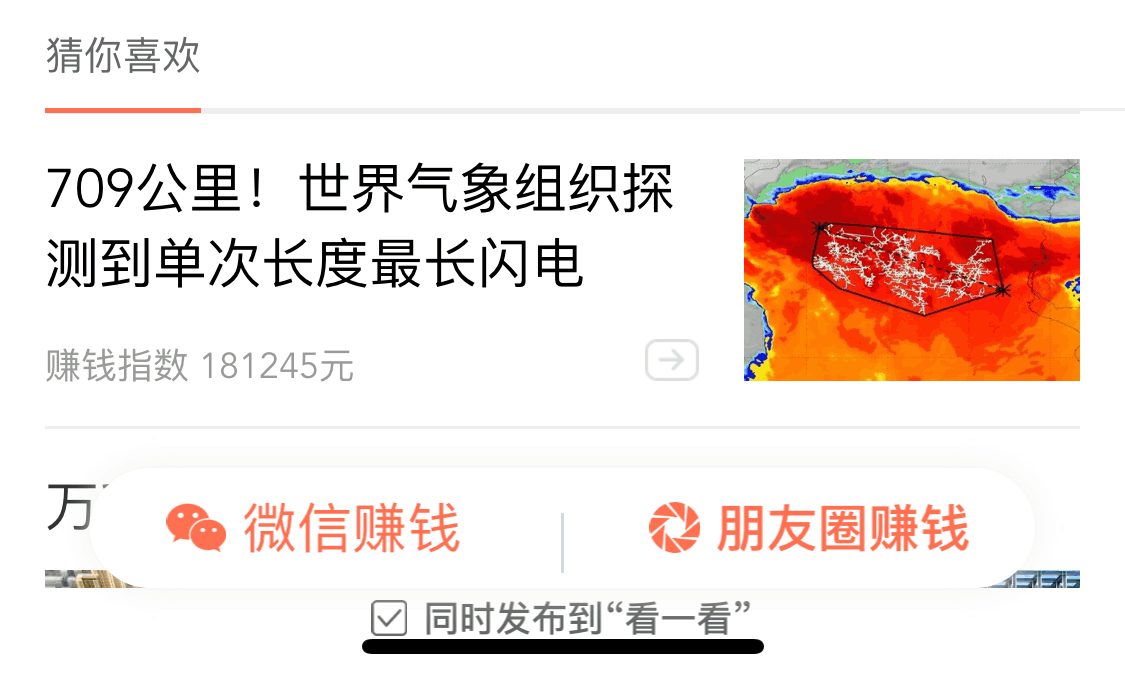 猜你喜欢
709公里！世界气象组织探
测到单次长度最长闪电
赚钱指数 181245元
万
微信赚钱
朋友圈赚钱
同时发布到“看一看”